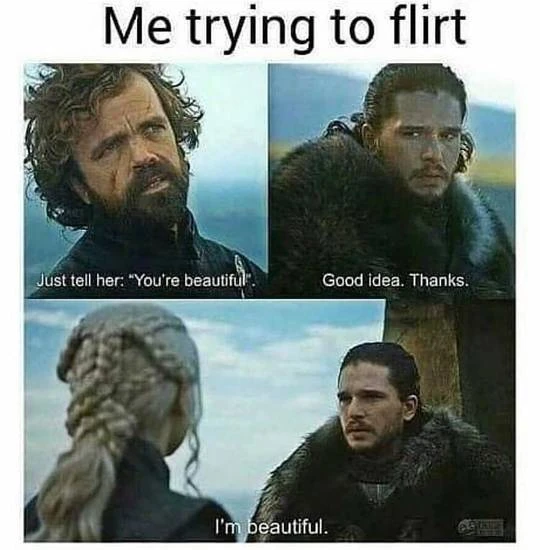 Me trying to flirt
Just tell her: "You're beautiful".
Good idea. Thanks.
I'm beautiful.